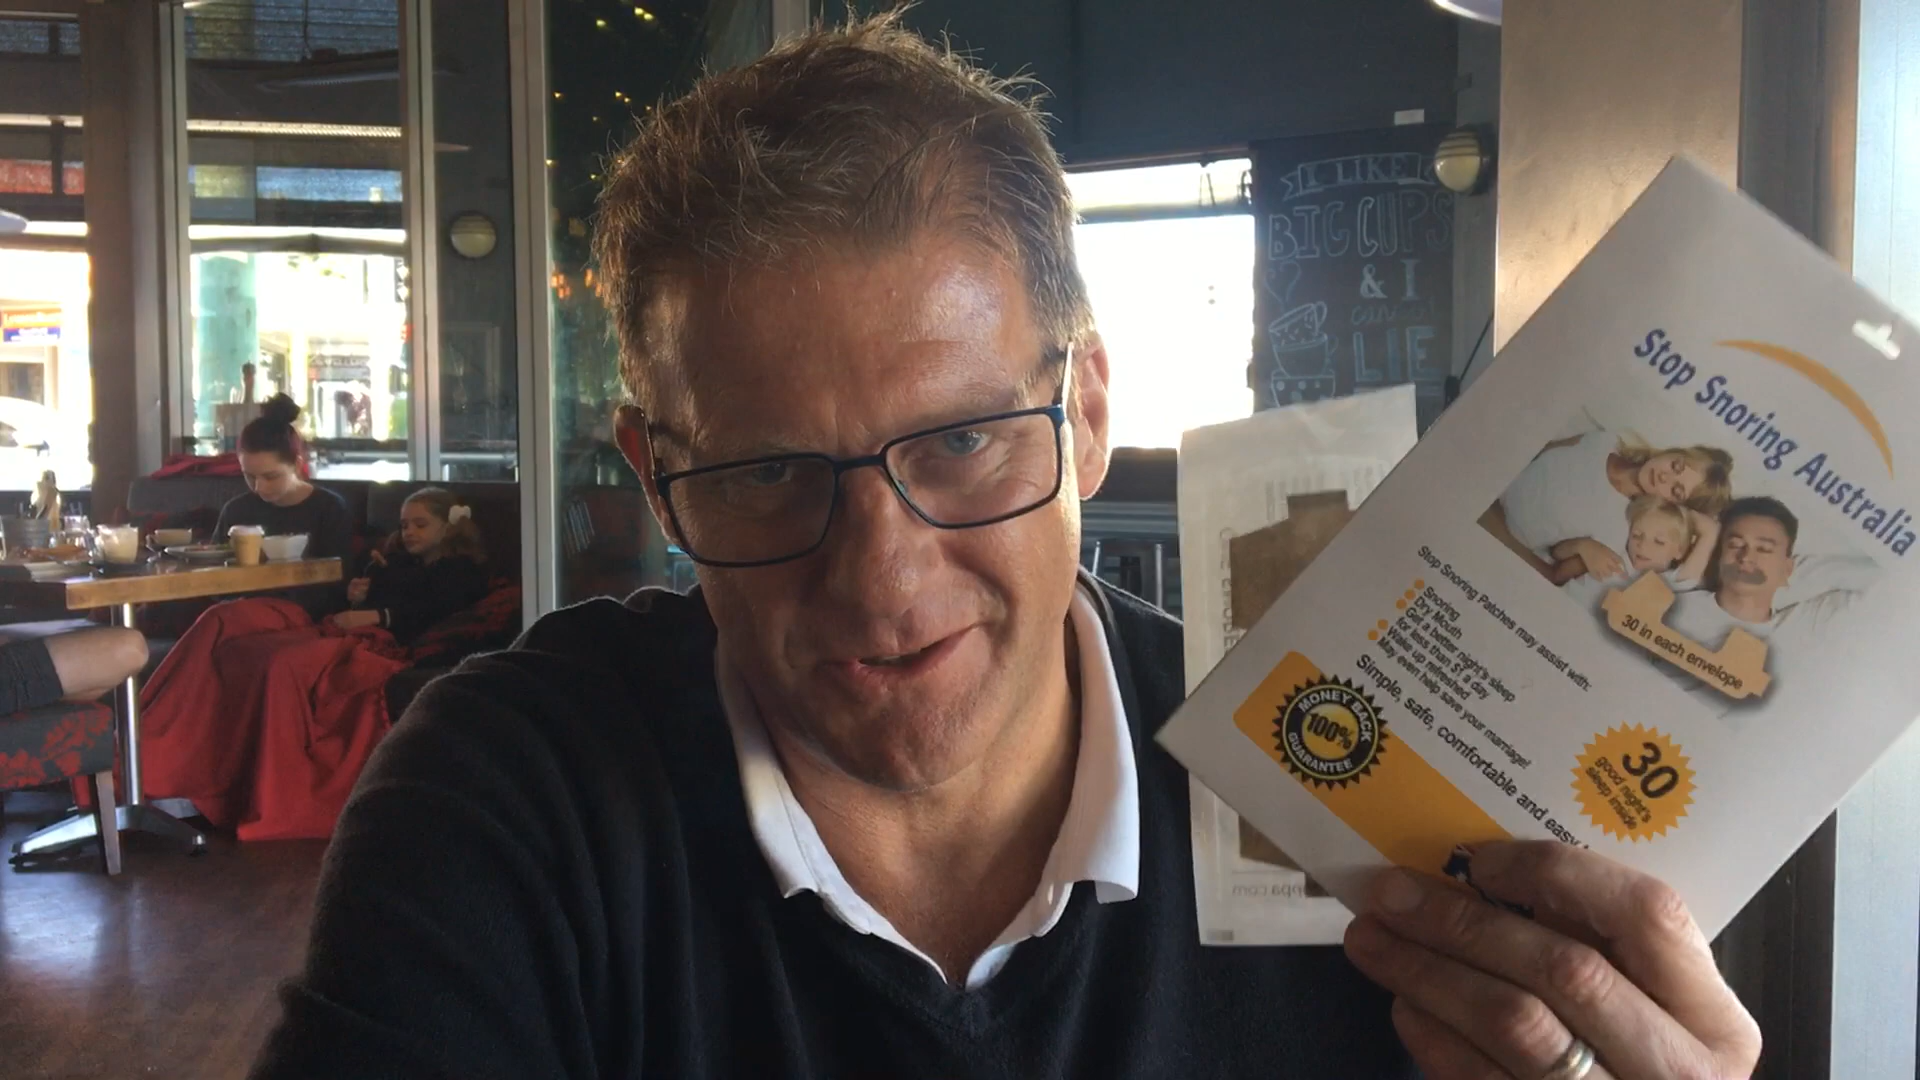 I LIKE
BIG CUPS
& I
cannot
LIE
Stop Snoring Australia
30 in each envelope
Stop Snoring Patches may assist with:
Snoring
Dry Mouth
Get a better night's sleep
for less than $1 a day
Wake up refreshed
May even help save your marriage!
Simple, safe, comfortable and easy
MONEY BACK
100%
GUARANTEE
30
good night's
sleep inside